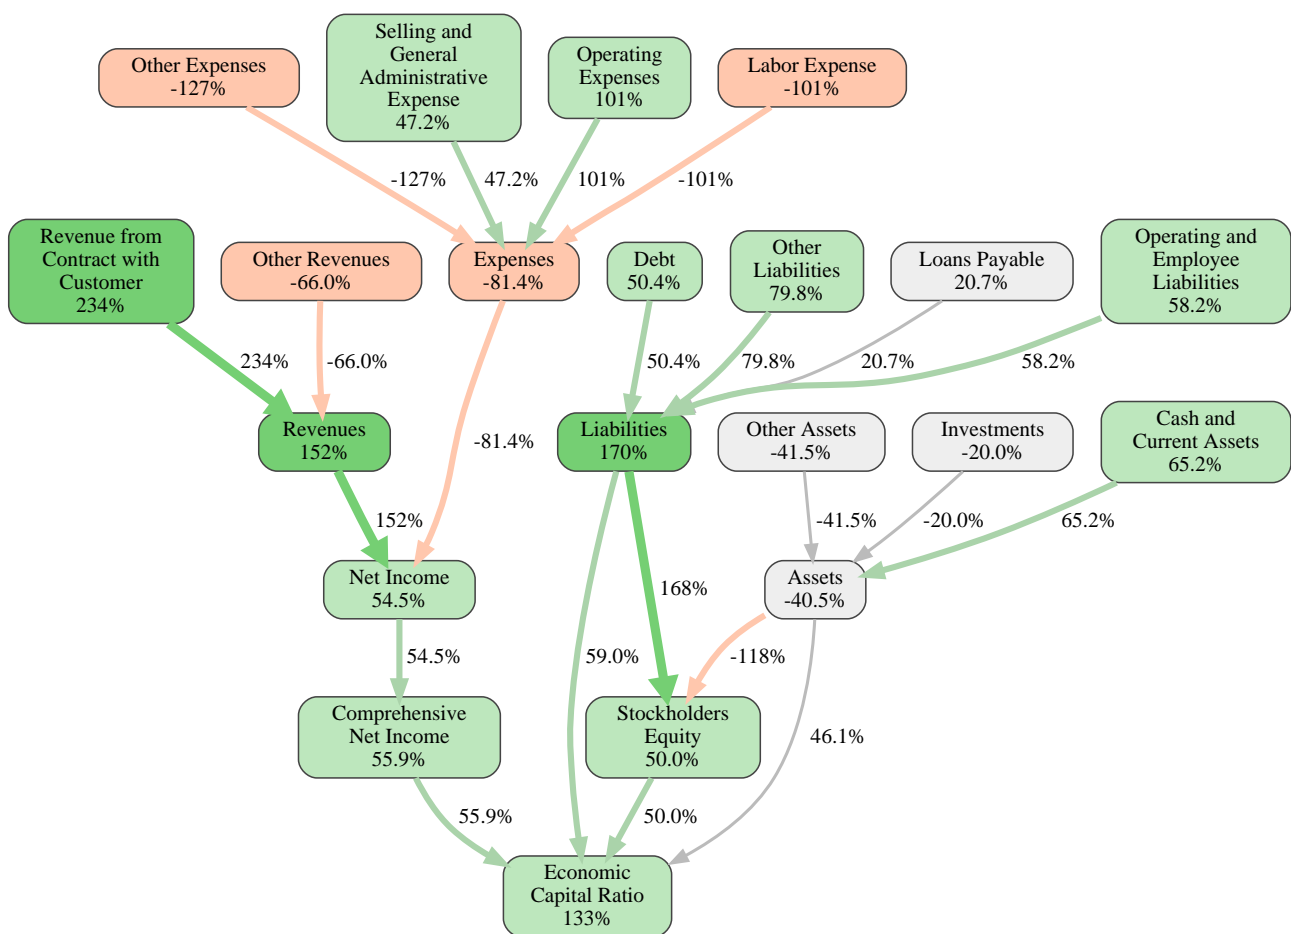 Other Expenses
-127%
Selling and
General
Administrative
Expense
47.2%
Operating
Expenses
101%
Labor Expense
-101%
-127%
47.2%
101%
-101%
Revenue from
Contract with
Customer
234%
Other Revenues
-66.0%
Expenses
-81.4%
Debt
50.4%
Other
Liabilities
79.8%
Loans Payable
20.7%
Operating and
Employee
Liabilities
58.2%
234%
-66.0%
50.4%
79.8%
20.7%
58.2%
Revenues
152%
-81.4%
Liabilities
170%
Other Assets
-41.5%
Investments
-20.0%
Cash and
Current Assets
65.2%
152%
-41.5%
-20.0%
65.2%
Net Income
54.5%
168%
Assets
-40.5%
54.5%
59.0%
-118%
Comprehensive
Net Income
55.9%
Stockholders
Equity
50.0%
46.1%
55.9%
50.0%
Economic
Capital Ratio
133%